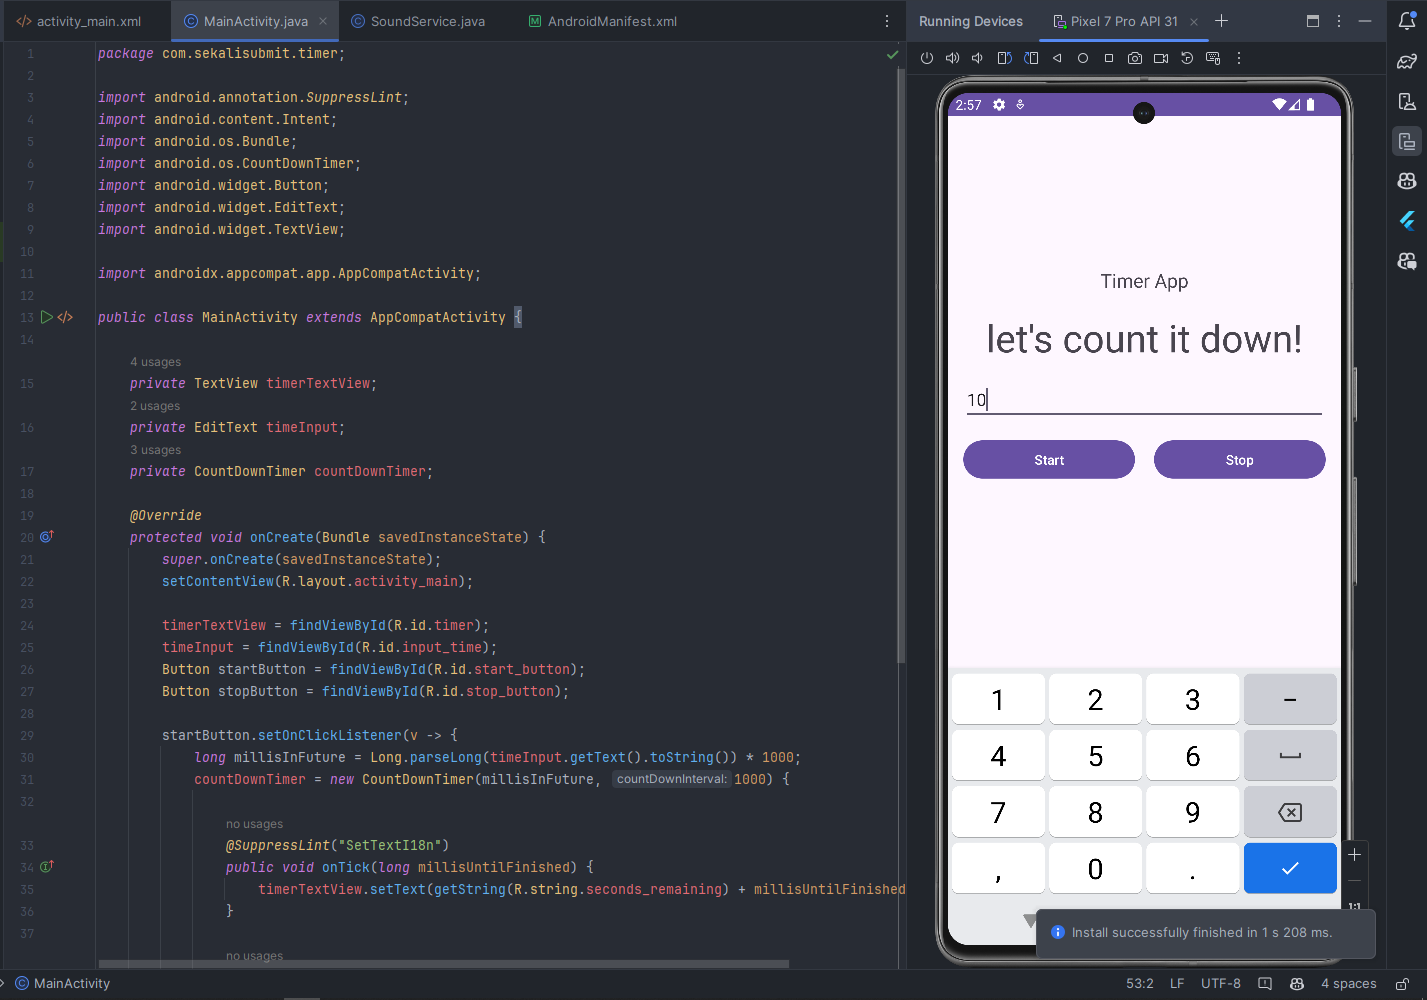 activity_main.xml
MainActivity.java
SoundService.java
AndroidManifest.xml
Running Devices
Pixel 7 Pro API 31
1 package com.sekalisubmit.timer;
2
3 import android.annotation.SuppressLint;
4 import android.content.Intent;
5 import android.os.Bundle;
6 import android.os.CountDownTimer;
7 import android.widget.Button;
8 import android.widget.EditText;
9 import android.widget.TextView;
10
11 import androidx.appcompat.app.AppCompatActivity;
12
13 public class MainActivity extends AppCompatActivity {
14
4 usages
15 private TextView timerTextView;
2 usages
16 private EditText timeInput;
3 usages
17 private CountDownTimer countDownTimer;
18
19 @Override
20 protected void onCreate(Bundle savedInstanceState) {
21 super.onCreate(savedInstanceState);
22 setContentView(R.layout.activity_main);
23
24 timerTextView = findViewById(R.id.timer);
25 timeInput = findViewById(R.id.input_time);
26 Button startButton = findViewById(R.id.start_button);
27 Button stopButton = findViewById(R.id.stop_button);
28
29 startButton.setOnClickListener(v -> {
30 long millisInFuture = Long.parseLong(timeInput.getText().toString()) * 1000;
31 countDownTimer = new CountDownTimer(millisInFuture, countDownInterval: 1000) {
32
no usages
33 @SuppressLint("SetTextI18n")
34 public void onTick(long millisUntilFinished) {
35 timerTextView.setText(getString(R.string.seconds_remaining) + millisUntilFinished
36 }
37
no usages
2:57
Timer App
let's count it down!
10
Start
Stop
1 2 3 –
4 5 6
7 8 9
, 0 .
1:1
Install successfully finished in 1 s 208 ms.
MainActivity
53:2 LF UTF-8 4 spaces